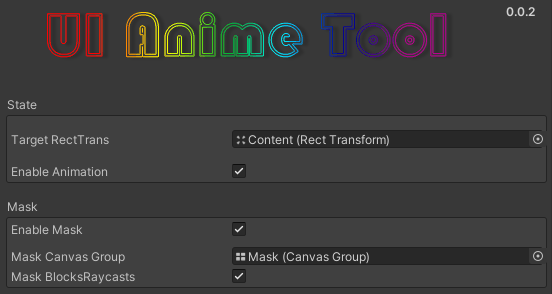 0.0.2
UI Anime Tool
State
Target RectTrans
Content (Rect Transform)
Enable Animation
Mask
Enable Mask
Mask Canvas Group
Mask (Canvas Group)
Mask BlocksRaycasts